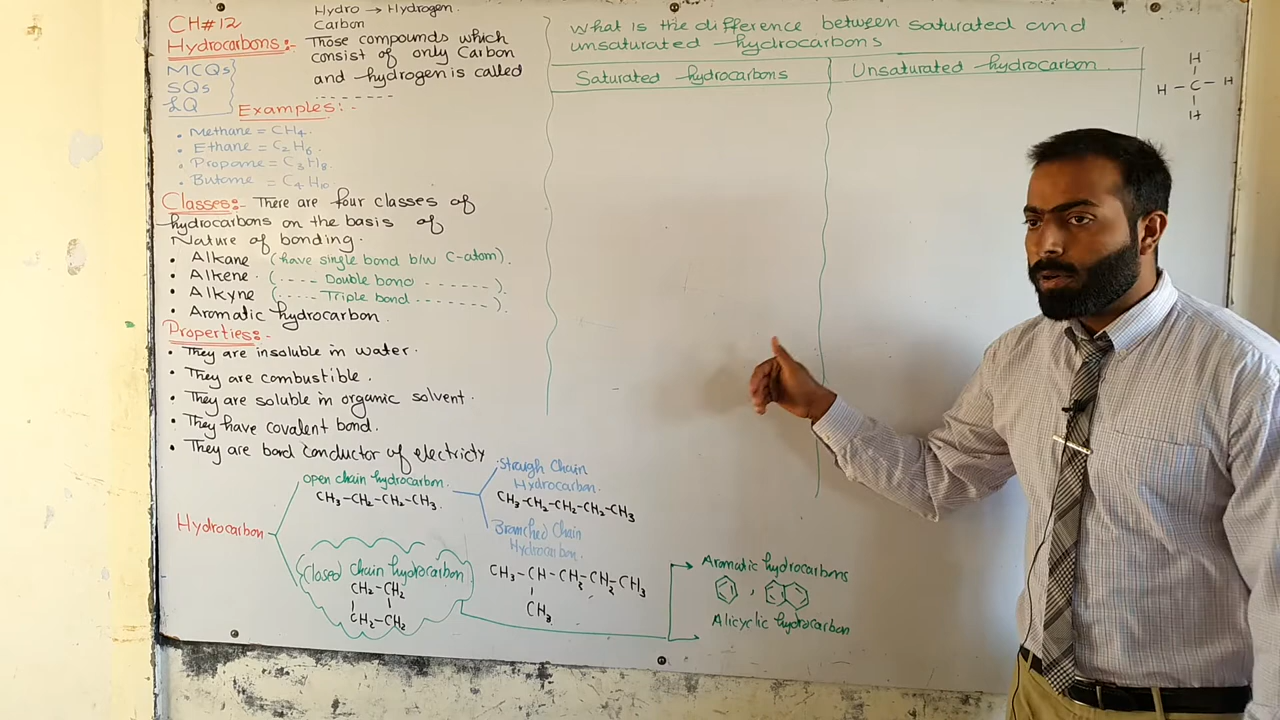 CH#12
Hydro → Hydrogen.
Carbon
Hydrocarbons:-
Those compounds which
consist of only Carbon
and hydrogen is called
--------
MCQs
SQs
LQ
Examples:-
• Methane = CH4.
• Ethane = C2H6.
• Propane = C3H8.
• Butane = C4H10
Classes:- There are four classes of
hydrocarbons on the basis of
Nature of bonding.
• Alkane (have single bond b/w C-atom).
• Alkene. (---- Double bond ------).
• Alkyne (---- Triple bond -------).
• Aromatic hydrocarbon.
Properties:-
• They are insoluble in water.
• They are combustible.
• They are soluble in organic solvent.
• They have covalent bond.
• They are bard conductor of electricty.
Hydrocarbon
open chain hydrocarbon.
CH3-CH2-CH2-CH3.
Strough Chain
Hydrocarbon.
CH3-CH2-CH2-CH2-CH3
Branched Chain
Hydrocarbon.
CH3-CH-CH2-CH2-CH3
CH3
Closed chain hydrocarbon
CH2-CH2
CH2-CH2
Aromatic hydrocarbons
,
Alicyclic hydrocarbon
What is the difference between saturated and
unsaturated hydrocarbons
Saturated hydrocarbons
Unsaturated hydrocarbon.
H
H - C - H
H